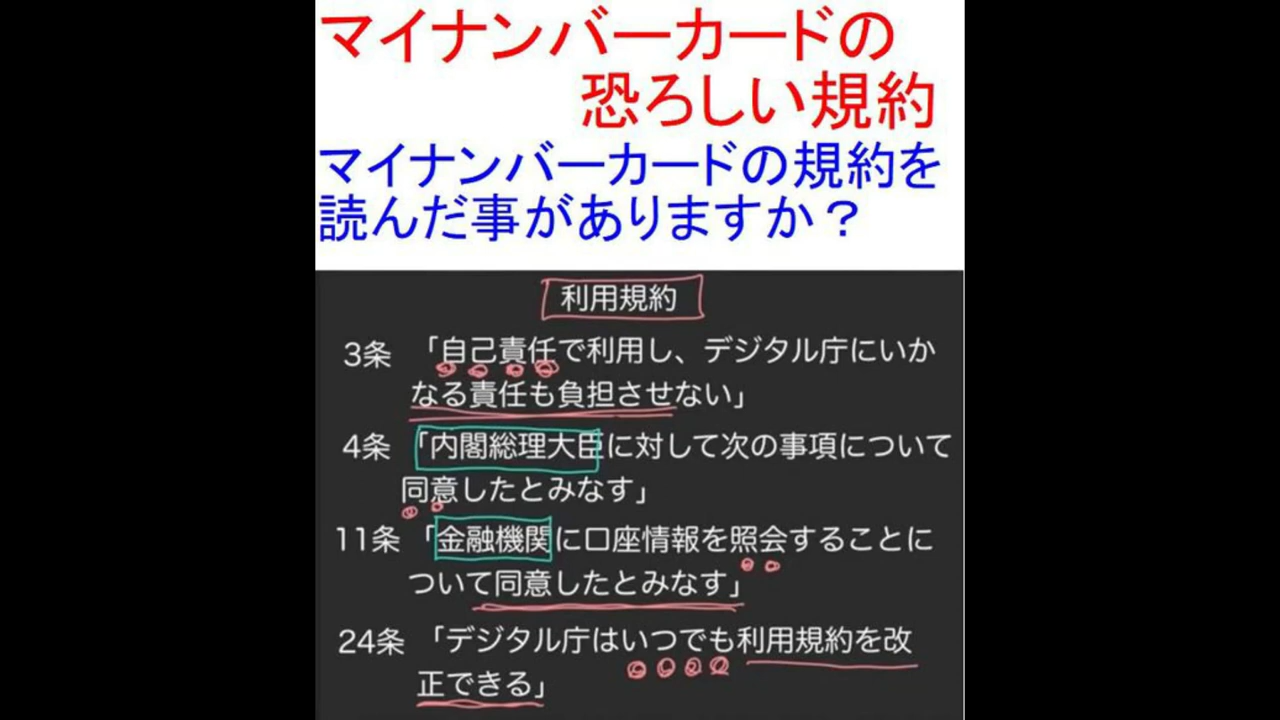 マイナンバーカードの
恐ろしい規約
マイナンバーカードの規約を
読んだ事がありますか？
利用規約
3条 「自己責任で利用し、デジタル庁にいか
なる責任も負担させない」
4条 「内閣総理大臣に対して次の事項について
同意したとみなす」
11条 「金融機関に口座情報を照会することに
ついて同意したとみなす」
24条 「デジタル庁はいつでも利用規約を改
正できる」